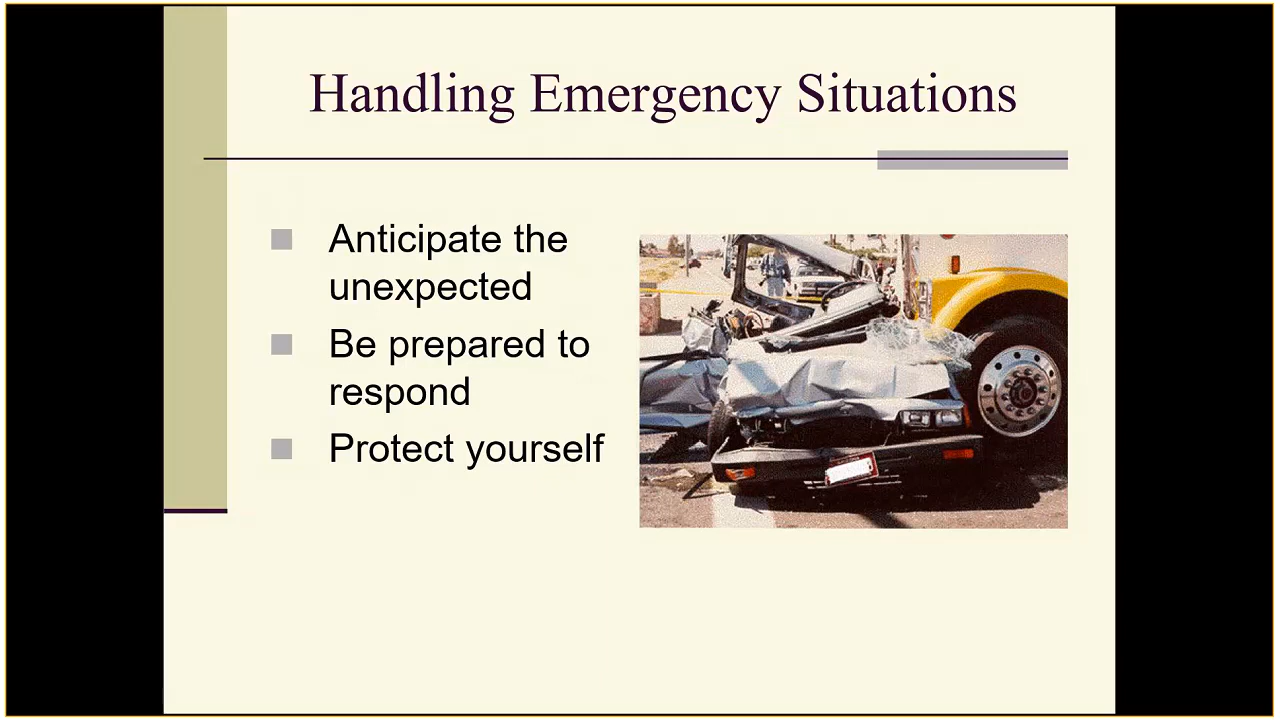 Handling Emergency Situations
Anticipate the
unexpected
Be prepared to
respond
Protect yourself